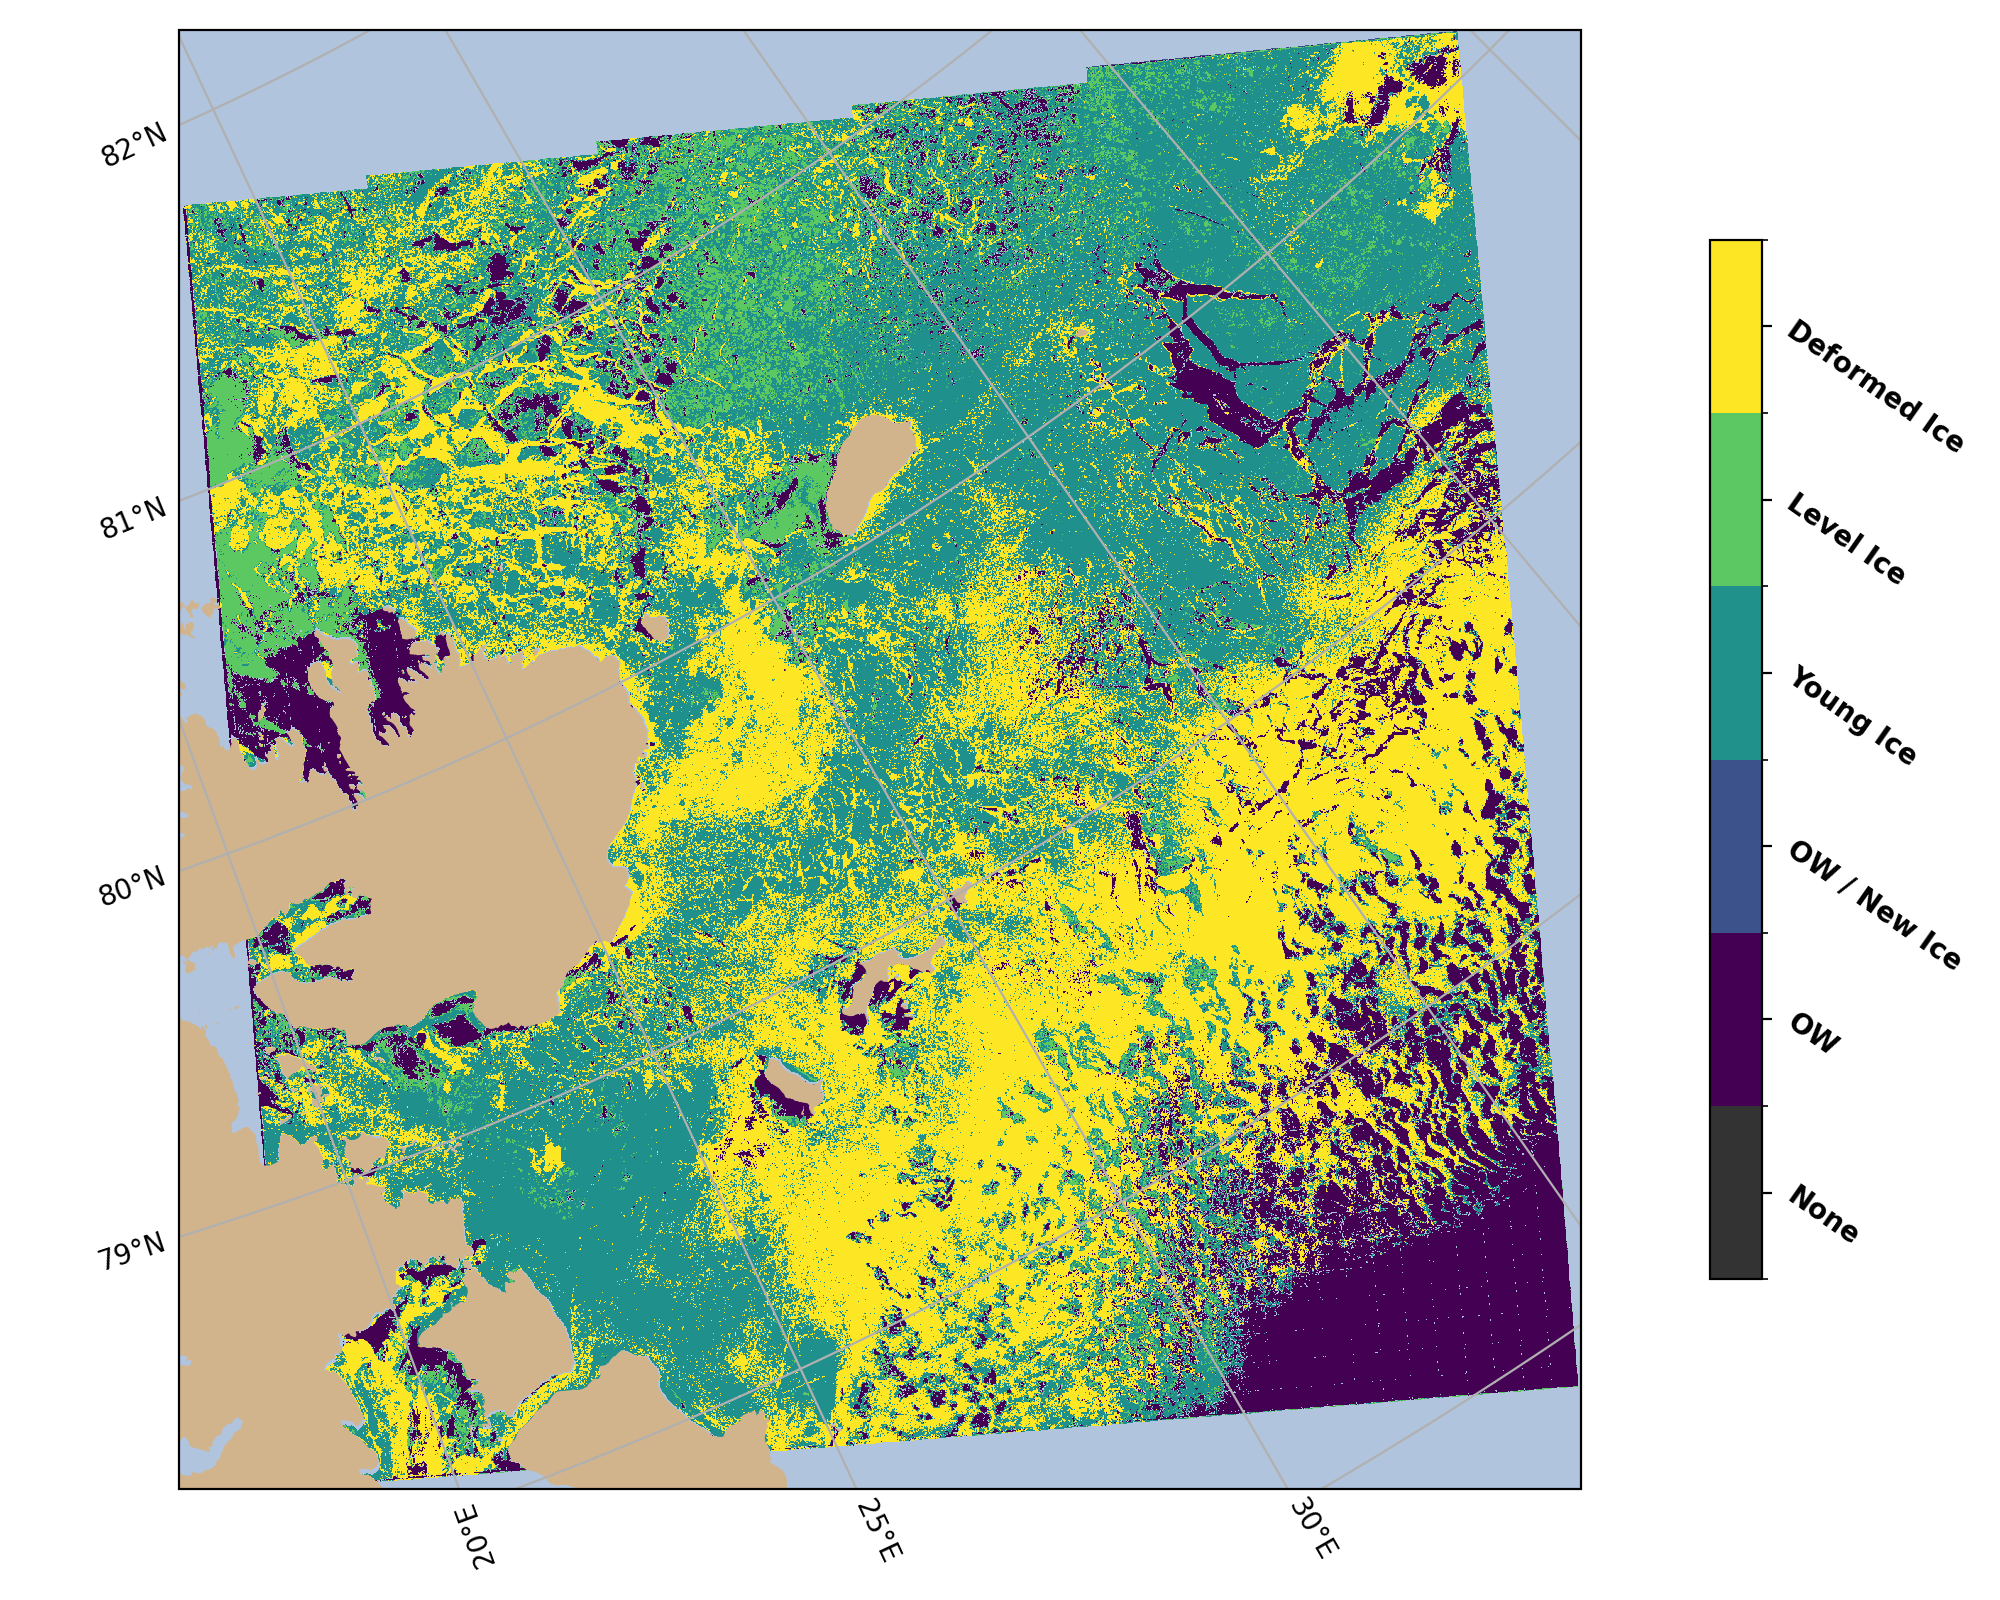 82°N
81°N
80°N
79°N
20°E
25°E
30°E
Deformed Ice
Level Ice
Young Ice
OW / New Ice
OW
None